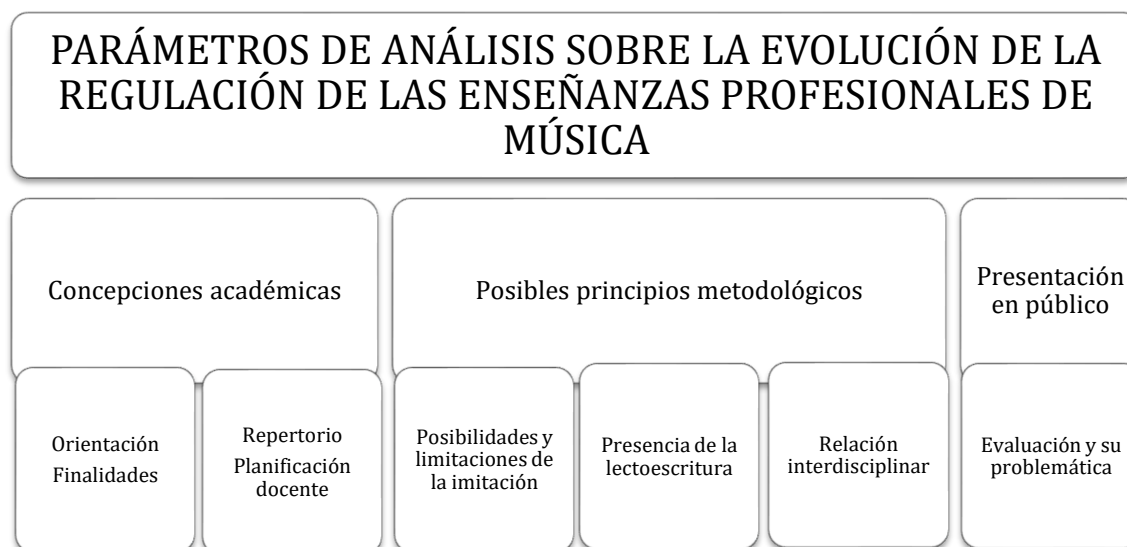 PARÁMETROS DE ANÁLISIS SOBRE LA EVOLUCIÓN DE LA
REGULACIÓN DE LAS ENSEÑANZAS PROFESIONALES DE
MÚSICA
Concepciones académicas
Posibles principios metodológicos
Presentación
en público
Orientación
Finalidades
Repertorio
Planificación
docente
Posibilidades y
limitaciones de
la imitación
Presencia de la
lectoescritura
Relación
interdisciplinar
Evaluación y su
problemática